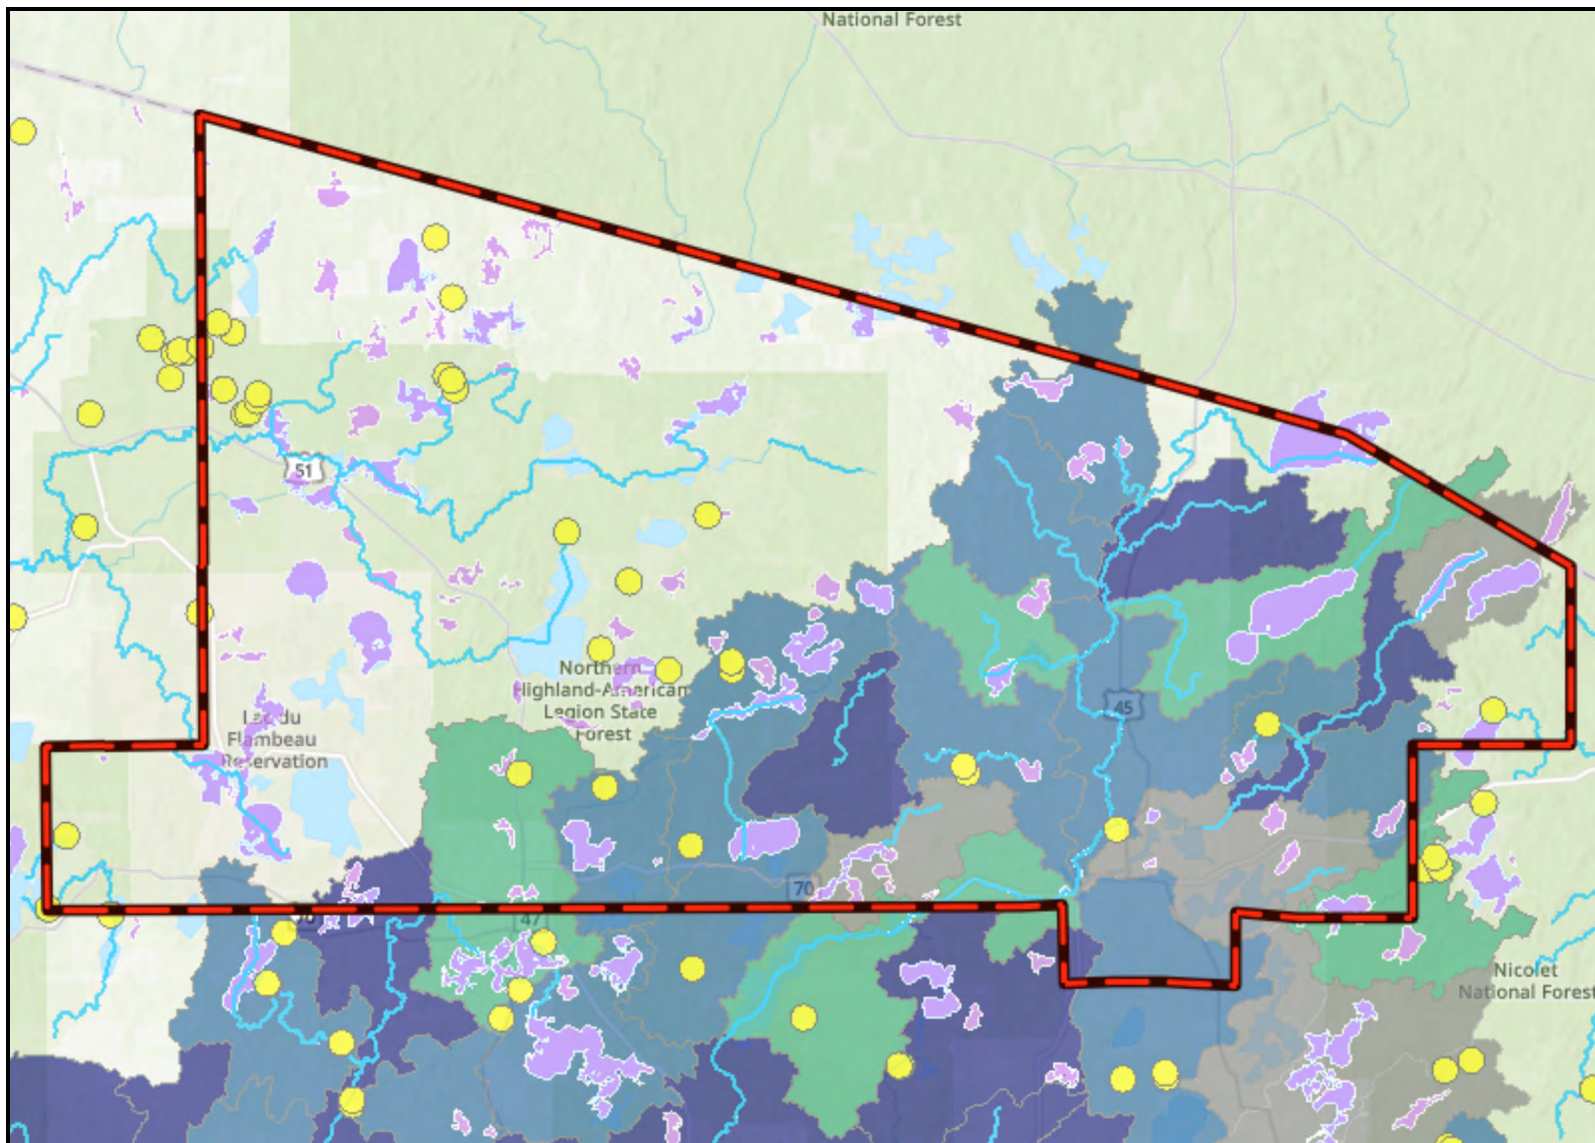 National Forest
51
Northern
Highland-American
Legion State
Forest
45
Lac du
Flambeau
Reservation
70
47
Nicolet
National Forest